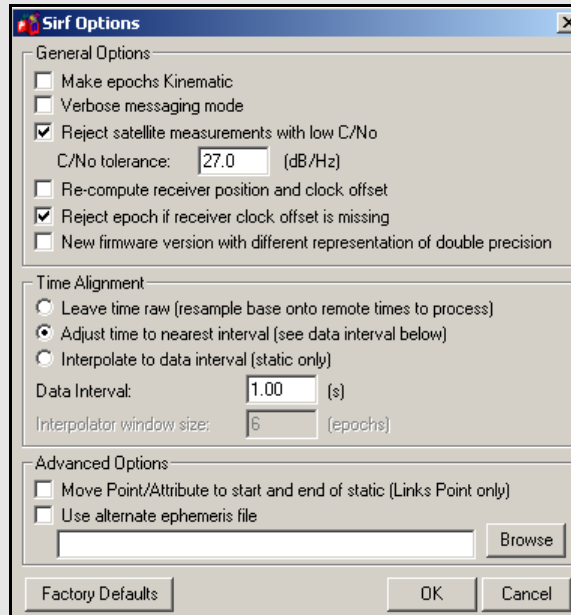 Sirf Options
General Options
Make epochs Kinematic
Verbose messaging mode
Reject satellite measurements with low C/No
C/No tolerance: 27.0 (dB/Hz)
Re-compute receiver position and clock offset
Reject epoch if receiver clock offset is missing
New firmware version with different representation of double precision
Time Alignment
Leave time raw (resample base onto remote times to process)
Adjust time to nearest interval (see data interval below)
Interpolate to data interval (static only)
Data Interval: 1.00 (s)
Interpolator window size: 6 (epochs)
Advanced Options
Move Point/Attribute to start and end of static (Links Point only)
Use alternate ephemeris file
Browse
Factory Defaults OK Cancel